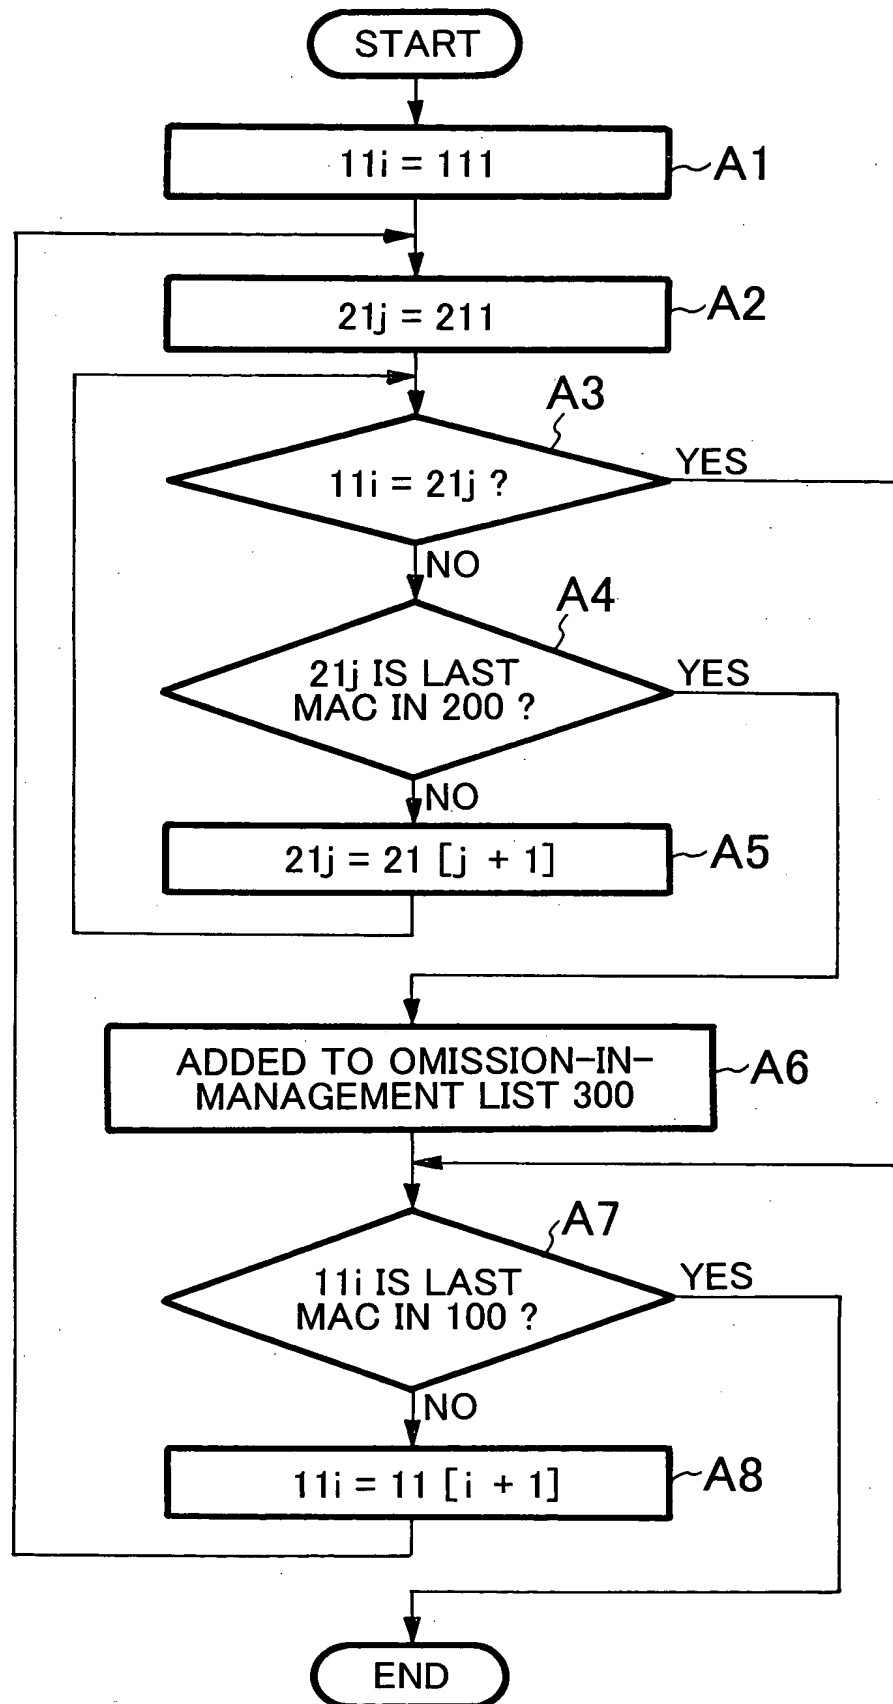 START
11i = 111
A1
21j = 211
A2
A3
11i = 21j ?
YES
NO
A4
21j IS LAST
MAC IN 200 ?
YES
NO
21j = 21 [j + 1]
A5
ADDED TO OMISSION-IN-
MANAGEMENT LIST 300
A6
A7
11i IS LAST
MAC IN 100 ?
YES
NO
11i = 11 [i + 1]
A8
END